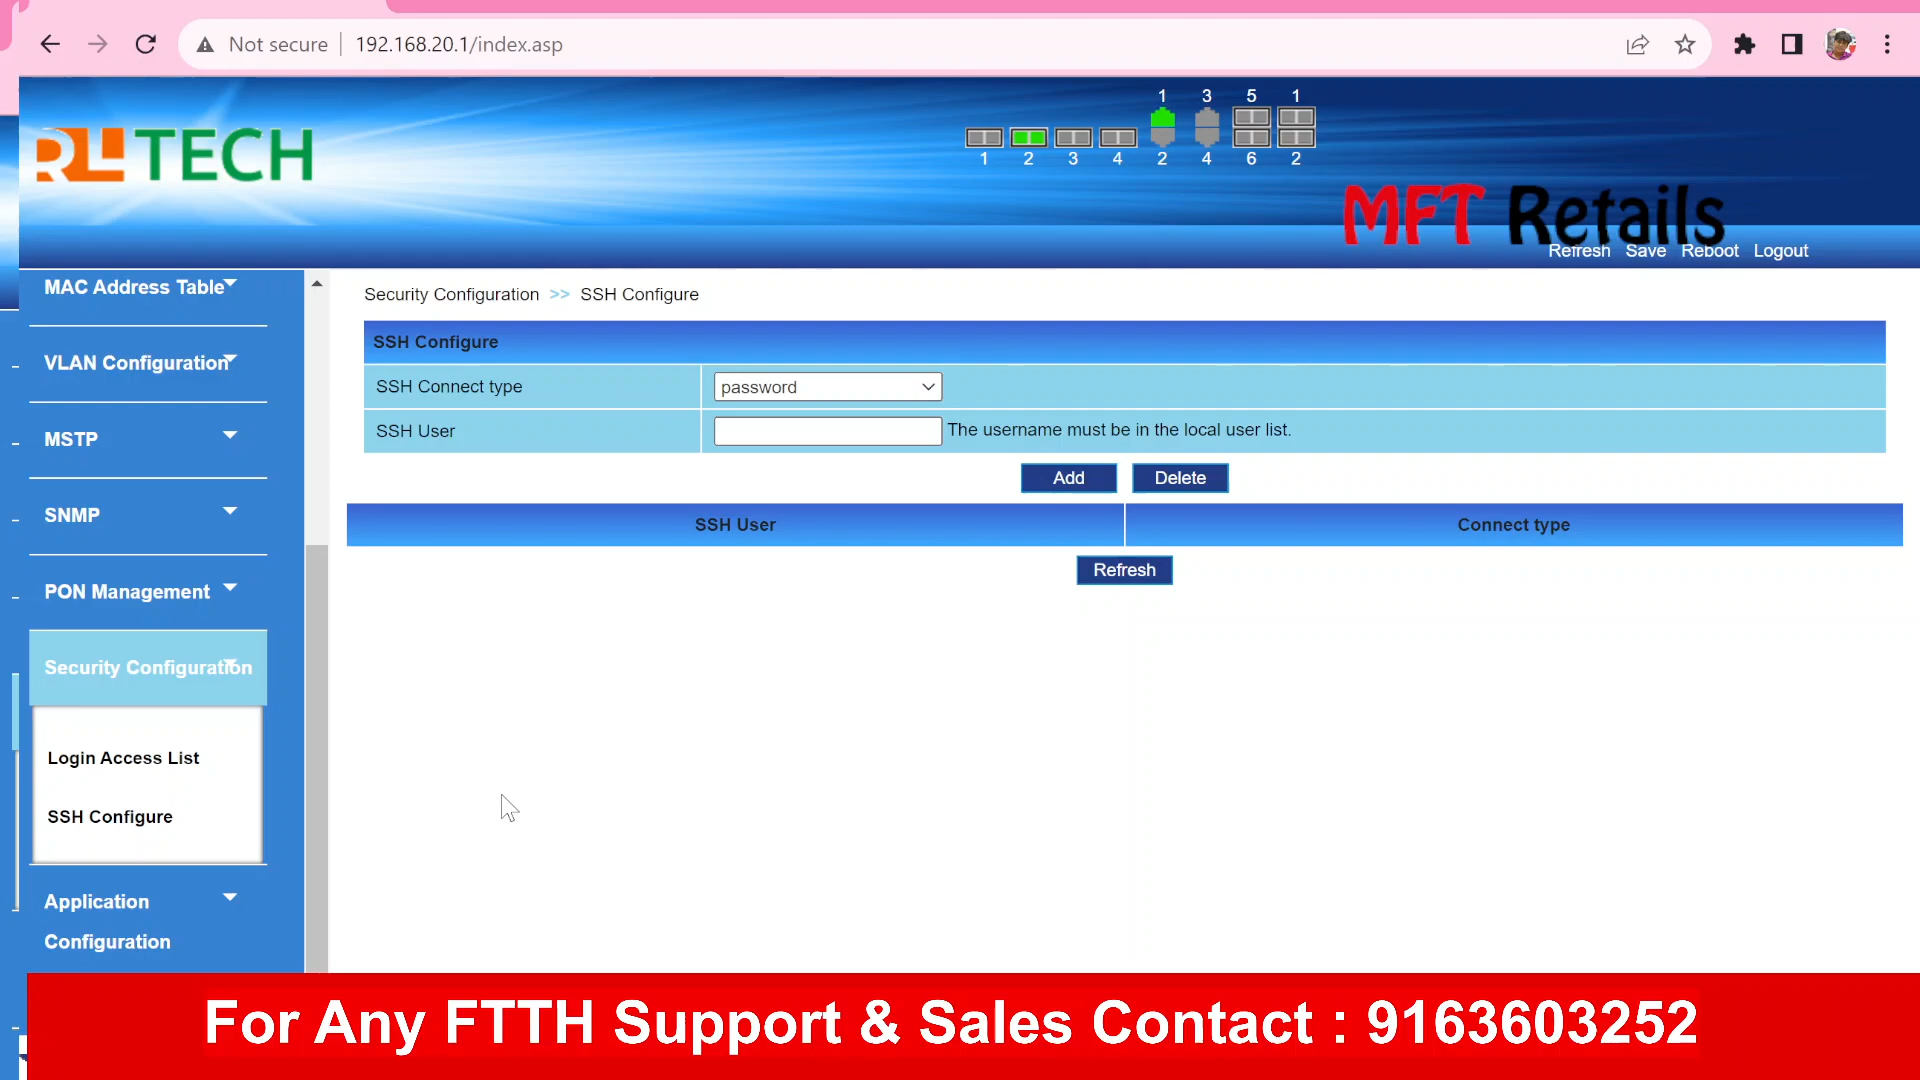 Not secure 192.168.20.1/index.asp
RL TECH
1 3 5 1
1 2 3 4 2 4 6 2
MFT Retails
Refresh Save Reboot Logout
MAC Address Table
VLAN Configuration
MSTP
SNMP
PON Management
Security Configuration
Login Access List
SSH Configure
Application
Configuration
Security Configuration >> SSH Configure
SSH Configure
SSH Connect type password
SSH User The username must be in the local user list.
Add Delete
SSH User Connect type
Refresh
For Any FTTH Support & Sales Contact : 9163603252